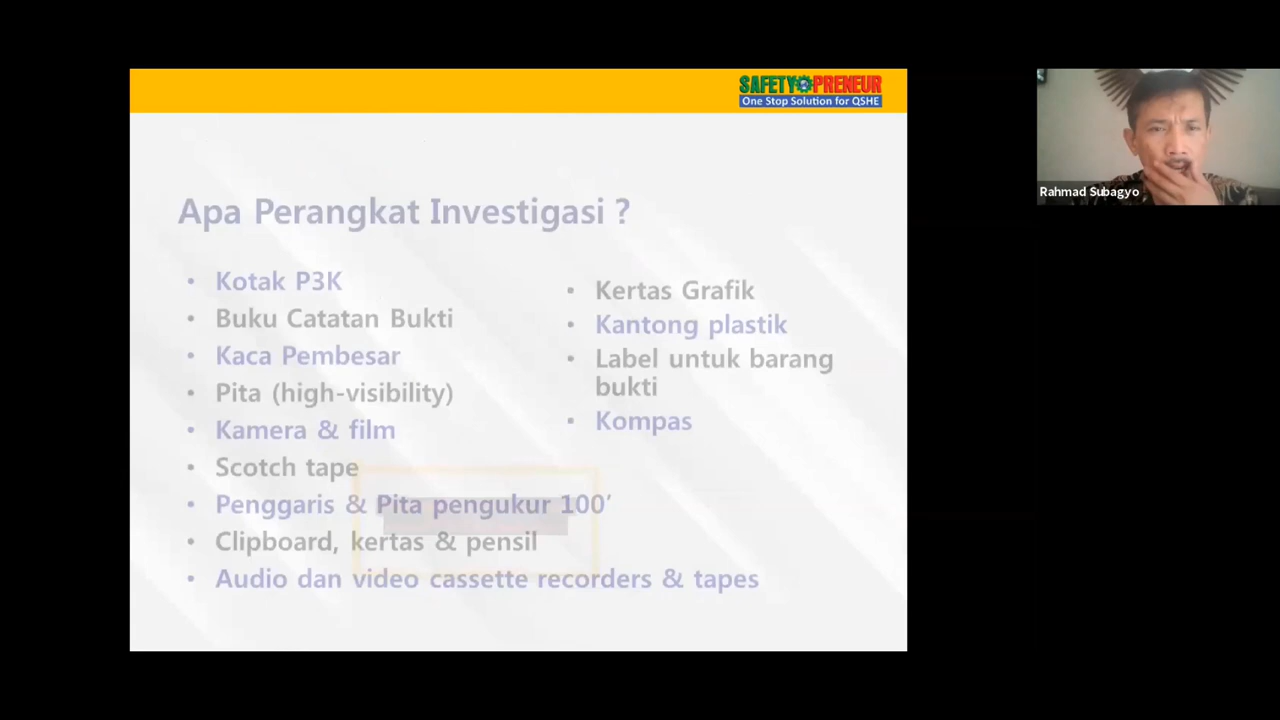 SAFETYPRENEUR
One Stop Solution for QSHE
Rahmad Subagyo
Apa Perangkat Investigasi ?
• Kotak P3K
• Buku Catatan Bukti
• Kaca Pembesar
• Pita (high-visibility)
• Kamera & film
• Scotch tape
• Penggaris & Pita pengukur 100’
• Clipboard, kertas & pensil
• Audio dan video cassette recorders & tapes
• Kertas Grafik
• Kantong plastik
• Label untuk barang
bukti
• Kompas